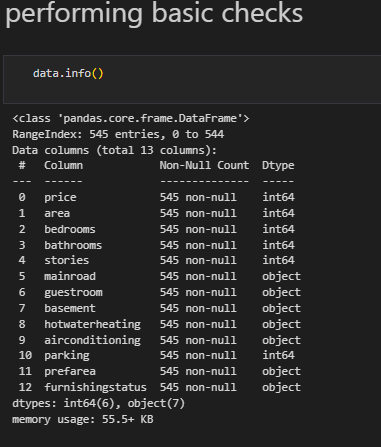 performing basic checks
data.info()
<class 'pandas.core.frame.DataFrame'>
RangeIndex: 545 entries, 0 to 544
Data columns (total 13 columns):
 #   Column            Non-Null Count  Dtype
---  ------            --------------  -----
 0   price             545 non-null    int64
 1   area              545 non-null    int64
 2   bedrooms          545 non-null    int64
 3   bathrooms         545 non-null    int64
 4   stories           545 non-null    int64
 5   mainroad          545 non-null    object
 6   guestroom         545 non-null    object
 7   basement          545 non-null    object
 8   hotwaterheating   545 non-null    object
 9   airconditioning   545 non-null    object
 10  parking           545 non-null    int64
 11  prefarea          545 non-null    object
 12  furnishingstatus  545 non-null    object
dtypes: int64(6), object(7)
memory usage: 55.5+ KB